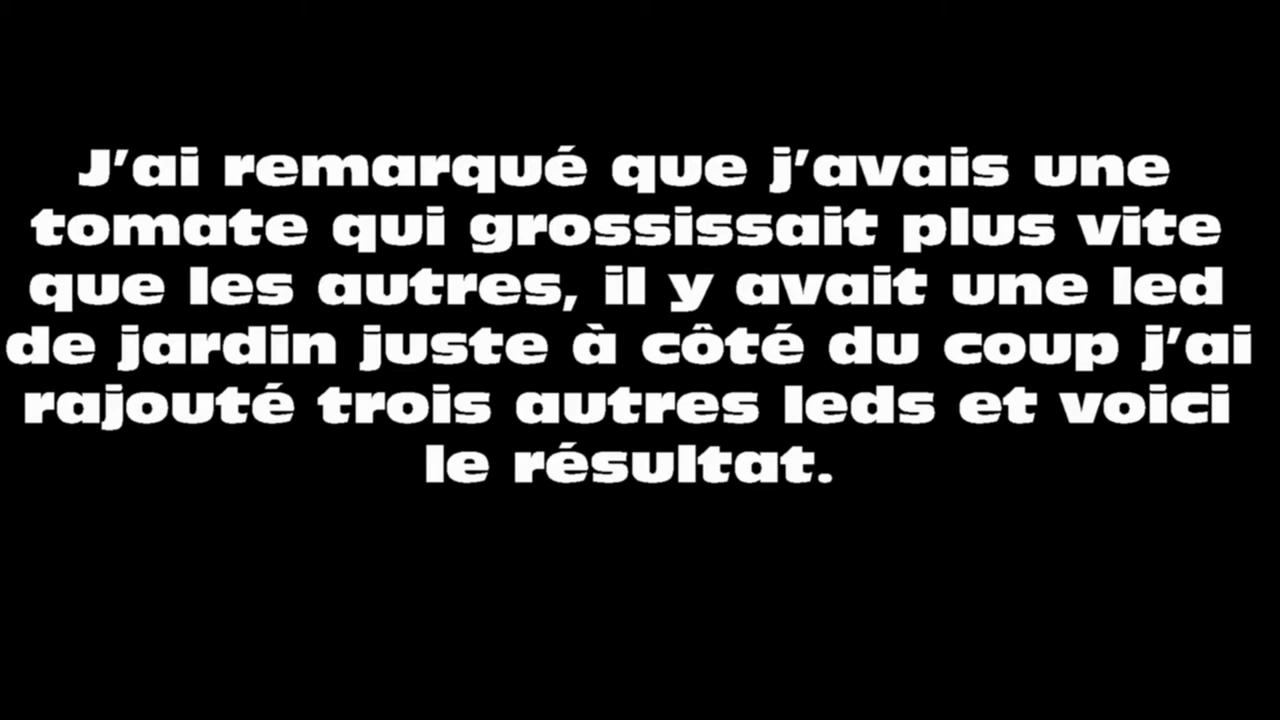 J'ai remarqué que j'avais une
tomate qui grossissait plus vite
que les autres, il y avait une led
de jardin juste à côté du coup j'ai
rajouté trois autres leds et voici
le résultat.